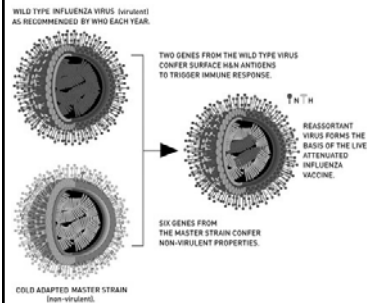 WILD TYPE INFLUENZA VIRUS (virulent)
AS RECOMMENDED BY WHO EACH YEAR.
TWO GENES FROM THE WILD TYPE VIRUS
CONFER SURFACE H&N ANTIGENS
TO TRIGGER IMMUNE RESPONSE.
N H
REASSORTANT
VIRUS FORMS THE
BASIS OF THE LIVE
ATTENUATED
INFLUENZA
VACCINE.
SIX GENES FROM
THE MASTER STRAIN CONFER
NON-VIRULENT PROPERTIES.
COLD ADAPTED MASTER STRAIN
(non-virulent).